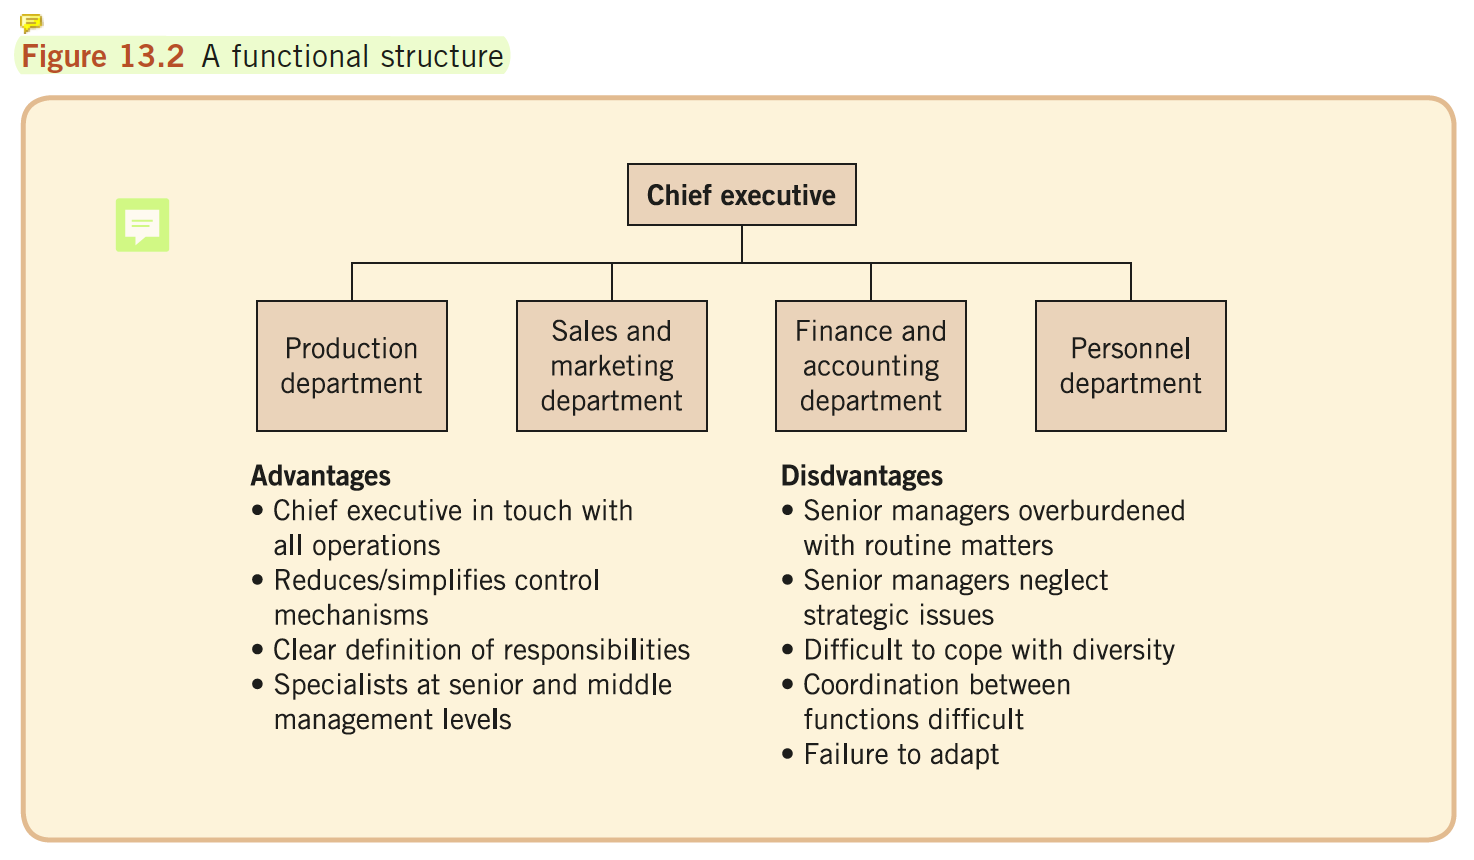 Figure 13.2 A functional structure
Chief executive
Production
department
Sales and
marketing
department
Finance and
accounting
department
Personnel
department
Advantages
• Chief executive in touch with
all operations
• Reduces/simplifies control
mechanisms
• Clear definition of responsibilities
• Specialists at senior and middle
management levels
Disdvantages
• Senior managers overburdened
with routine matters
• Senior managers neglect
strategic issues
• Difficult to cope with diversity
• Coordination between
functions difficult
• Failure to adapt